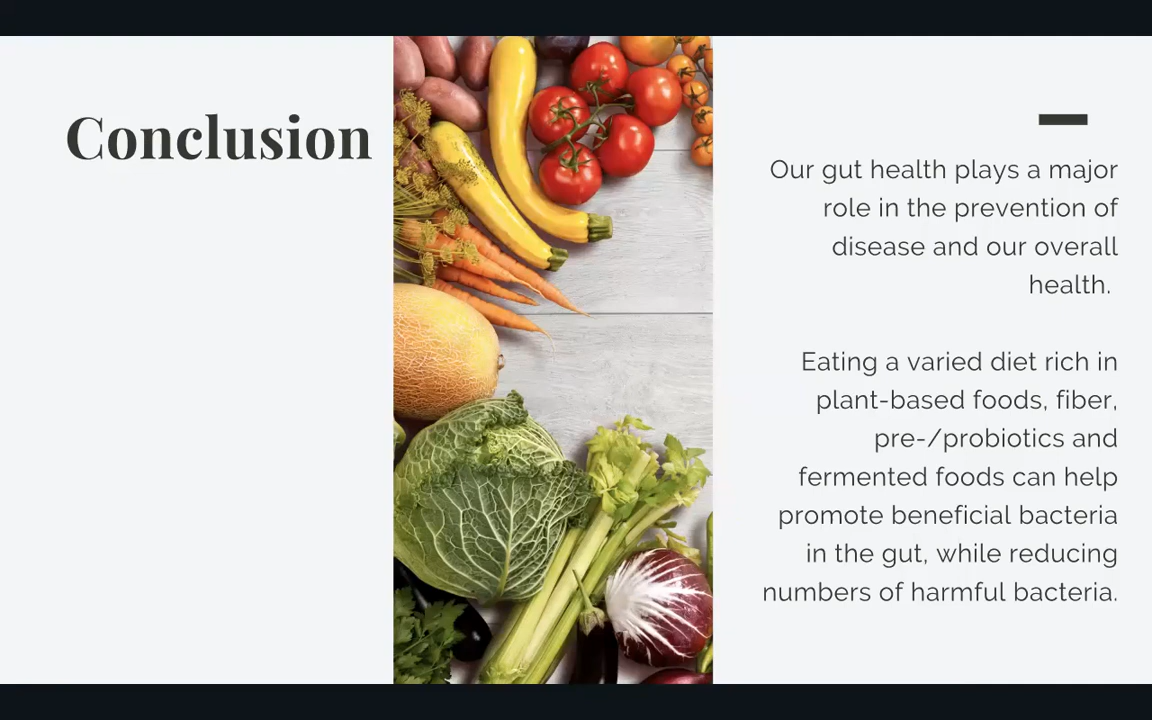 Conclusion
Our gut health plays a major
role in the prevention of
disease and our overall
health.
Eating a varied diet rich in
plant-based foods, fiber,
pre-/probiotics and
fermented foods can help
promote beneficial bacteria
in the gut, while reducing
numbers of harmful bacteria.